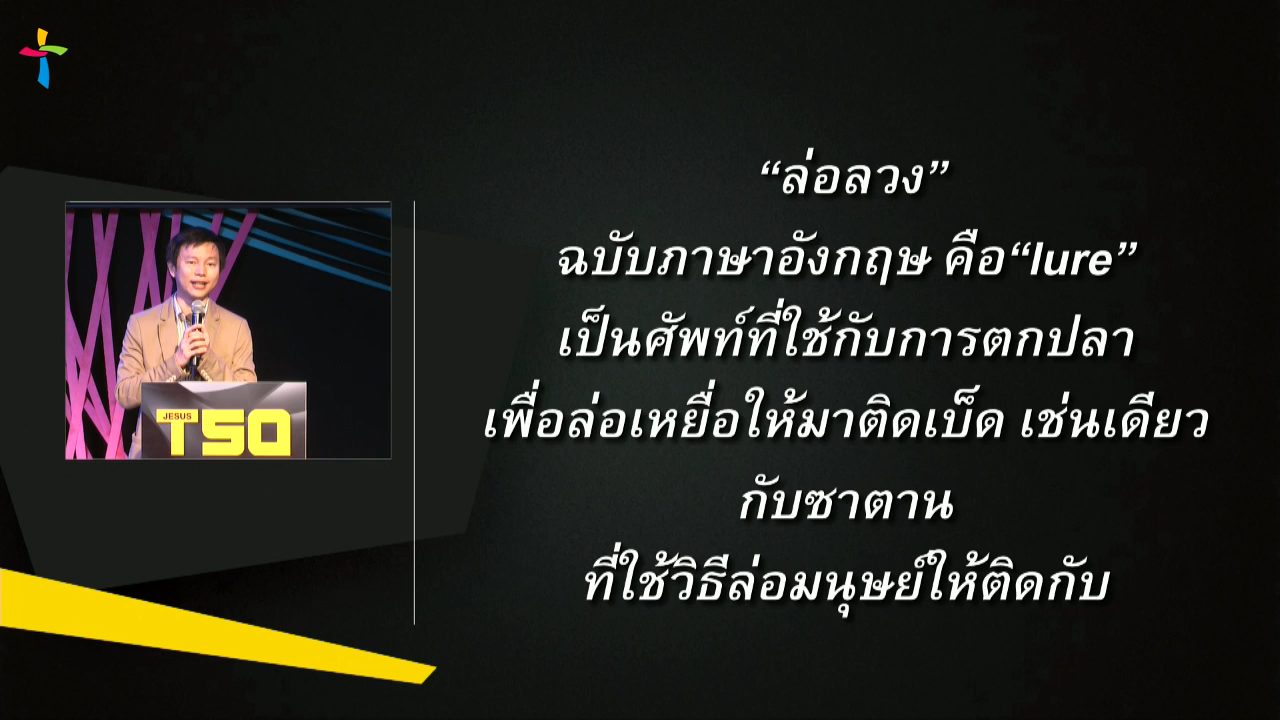 “ล่อลวง”
ฉบับภาษาอังกฤษ คือ“lure”
เป็นศัพท์ที่ใช้กับการตกปลา
เพื่อล่อเหยื่อให้มาติดเบ็ด เช่นเดียว
กับซาตาน
ที่ใช้วิธีล่อมนุษย์ให้ติดกับ
JESUS
TSQ